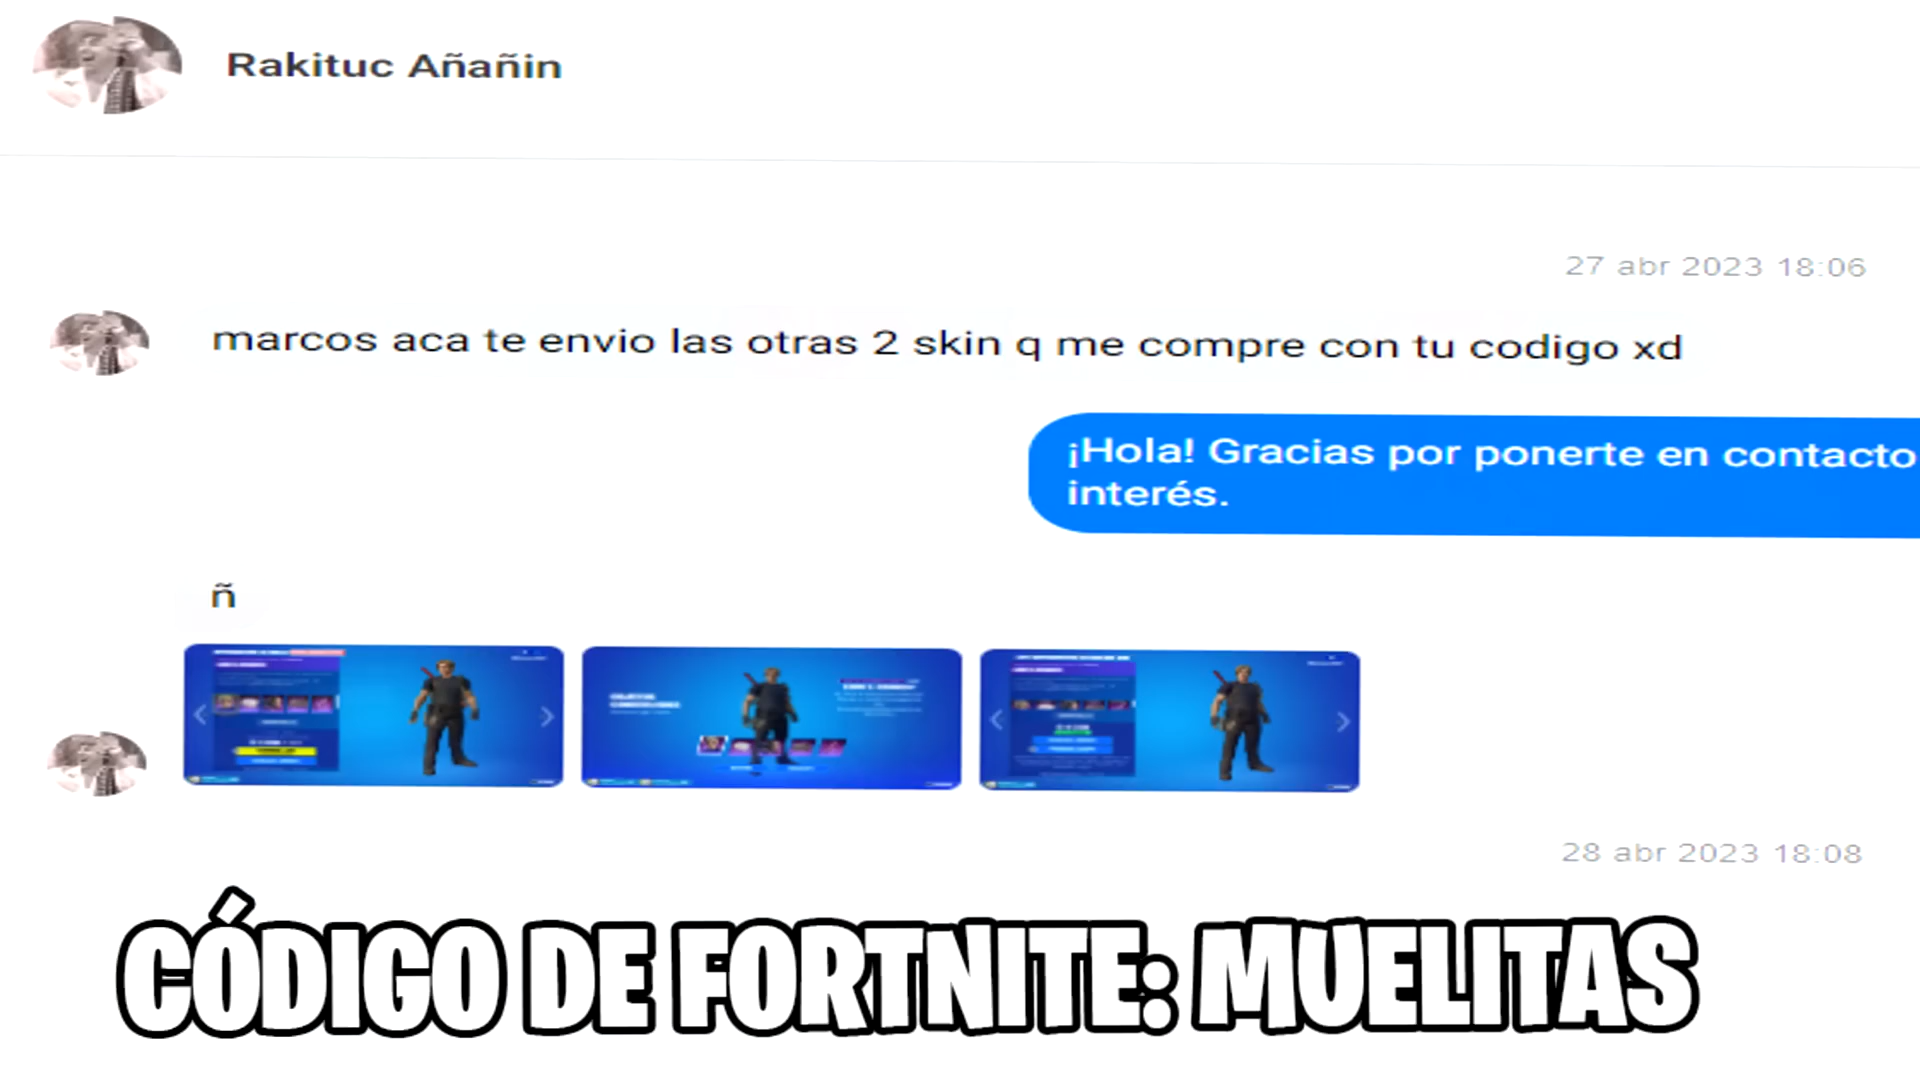 Rakituc Añañin
27 abr 2023 18:06
marcos aca te envio las otras 2 skin q me compre con tu codigo xd
¡Hola! Gracias por ponerte en contacto
interés.
ñ
28 abr 2023 18:08
CÓDIGO DE FORTNITE: MUELITAS